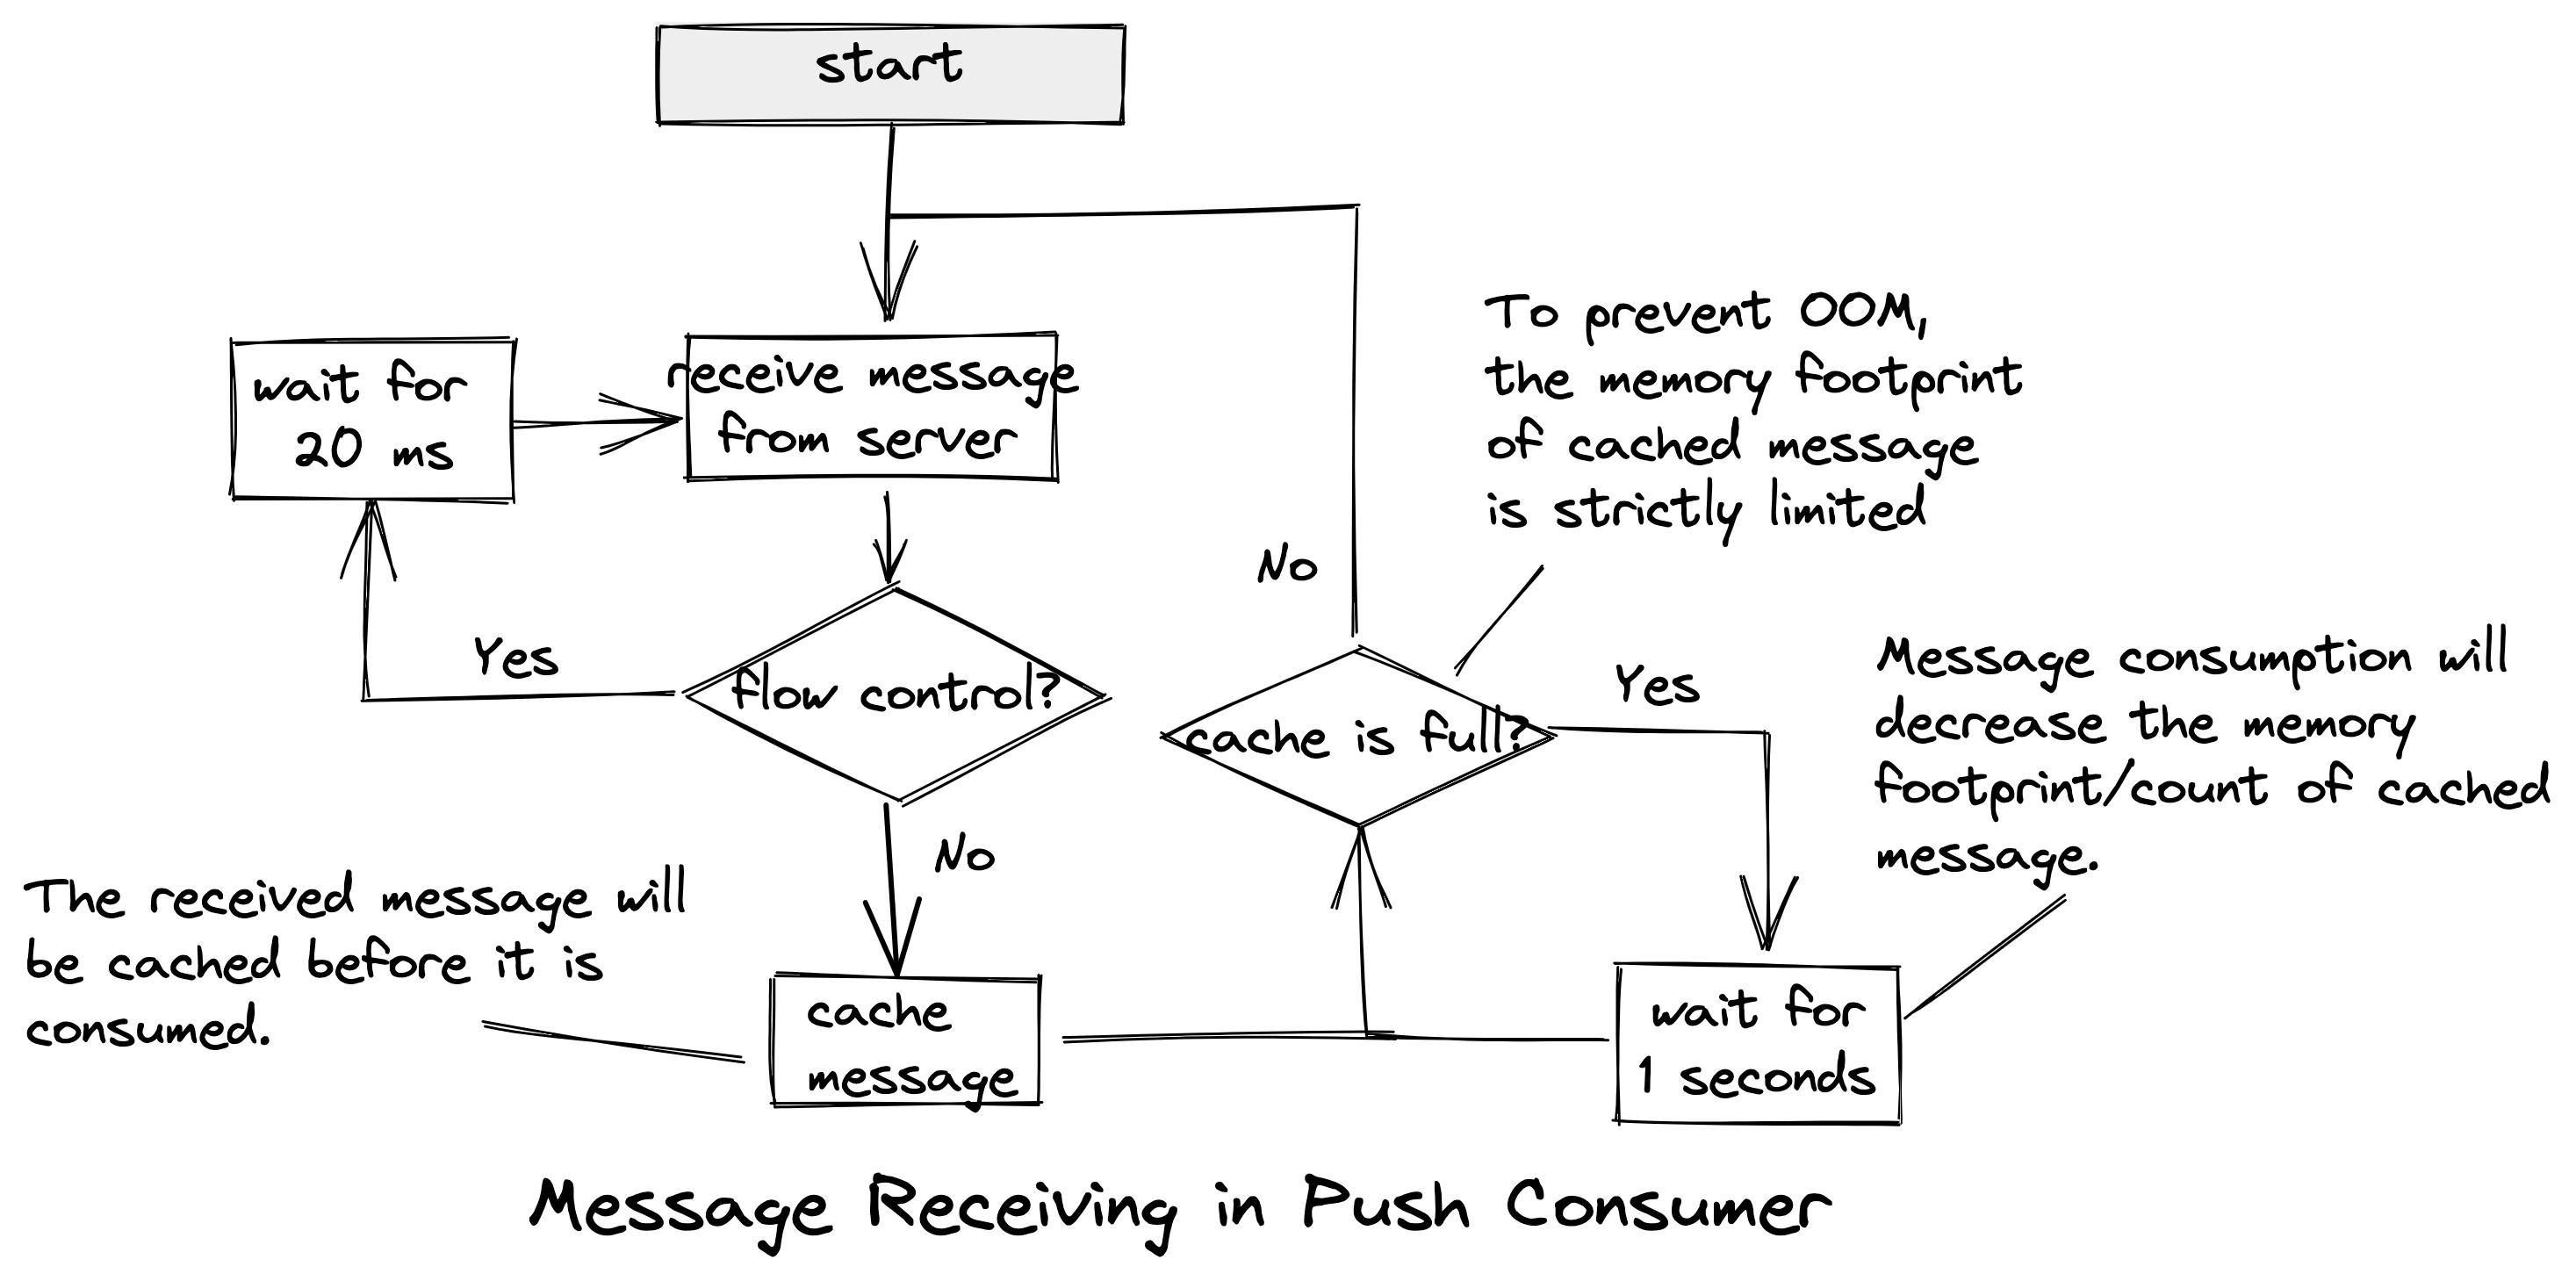 start
wait for
20 ms
receive message
from server
To prevent OOM,
the memory footprint
of cached message
is strictly limited
No
Yes
flow control?
cache is full?
Yes
Message consumption will
decrease the memory
footprint/count of cached
message.
No
The received message will
be cached before it is
consumed.
cache
message
wait for
1 seconds
Message Receiving in Push Consumer